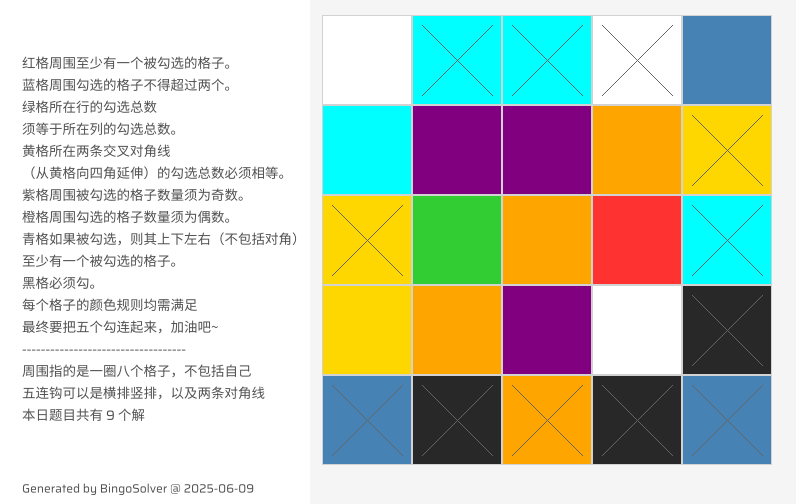 红格周围至少有一个被勾选的格子。
蓝格周围勾选的格子不得超过两个。
绿格所在行的勾选总数
须等于所在列的勾选总数。
黄格所在两条交叉对角线
（从黄格向四角延伸）的勾选总数必须相等。
紫格周围被勾选的格子数量须为奇数。
橙格周围勾选的格子数量须为偶数。
青格如果被勾选，则其上下左右（不包括对角）
至少有一个被勾选的格子。
黑格必须勾。
每个格子的颜色规则均需满足
最终要把五个勾连起来，加油吧~
-----------------------------------
周围指的是一圈八个格子，不包括自己
五连钩可以是横排竖排，以及两条对角线
本日题目共有 9 个解
Generated by BingoSolver @ 2025-06-09